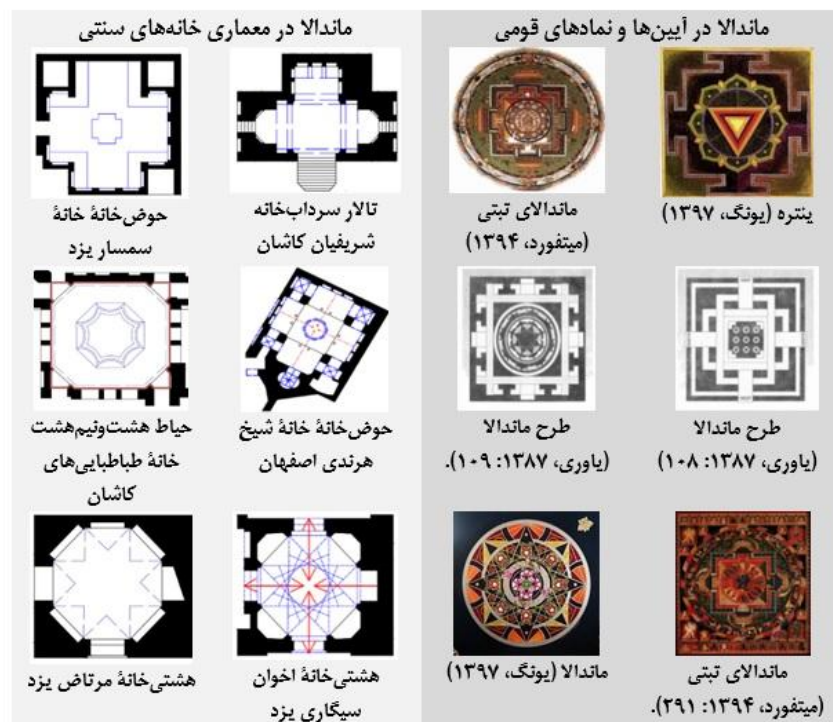 ماندالا در آیین‌ها و نمادهای قومی
ماندالا در معماری خانه‌های سنتی
ینتره (یونگ، ۱۳۹۷)
ماندالای تبتی
(میتفورد، ۱۳۹۴)
تالار سرداب‌خانه
شریفیان کاشان
حوض‌خانهٔ خانهٔ
سمسار یزد
طرح ماندالا
(یاوری، ۱۳۸۷: ۱۰۸)
طرح ماندالا
(یاوری، ۱۳۸۷: ۱۰۹).
حوض‌خانهٔ خانهٔ شیخ
هرندی اصفهان
حیاط هشت‌ونیم‌هشت
خانهٔ طباطبایی‌های
کاشان
ماندالای تبتی
(میتفورد، ۱۳۹۴: ۲۹۱).
ماندالا (یونگ، ۱۳۹۷)
هشتی‌خانهٔ اخوان
سیگاری یزد
هشتی‌خانهٔ مرتاض یزد